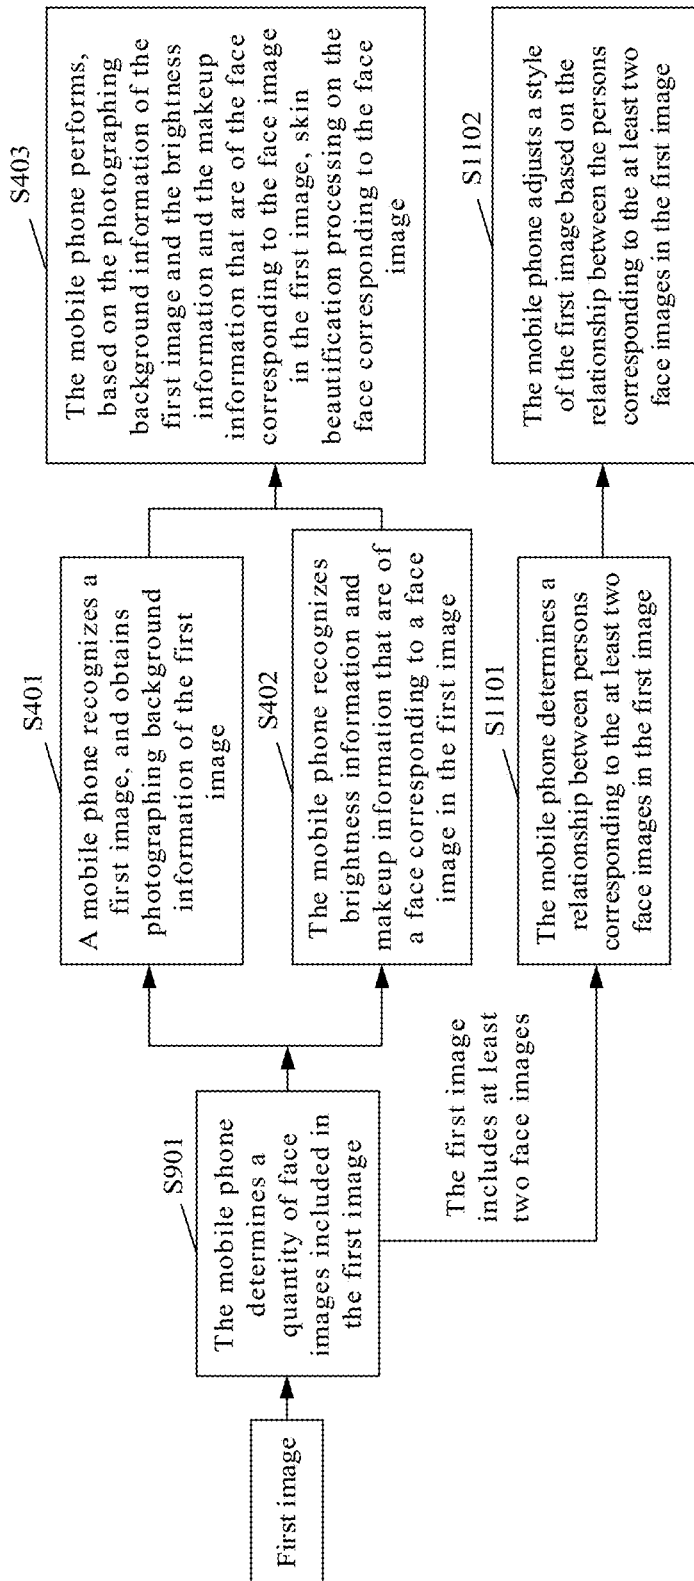 First image
S901
The mobile phone
determines a
quantity of face
images included in
the first image
S401
A mobile phone recognizes a
first image, and obtains
photographing background
information of the first
image
S402
The mobile phone recognizes
brightness information and
makeup information that are of
a face corresponding to a face
image in the first image
S403
The mobile phone performs,
based on the photographing
background information of the
first image and the brightness
information and the makeup
information that are of the face
corresponding to the face image
in the first image, skin
beautification processing on the
face corresponding to the face
image
The first image
includes at least
two face images
S1101
The mobile phone determines a
relationship between persons
corresponding to the at least two
face images in the first image
S1102
The mobile phone adjusts a style
of the first image based on the
relationship between the persons
corresponding to the at least two
face images in the first image